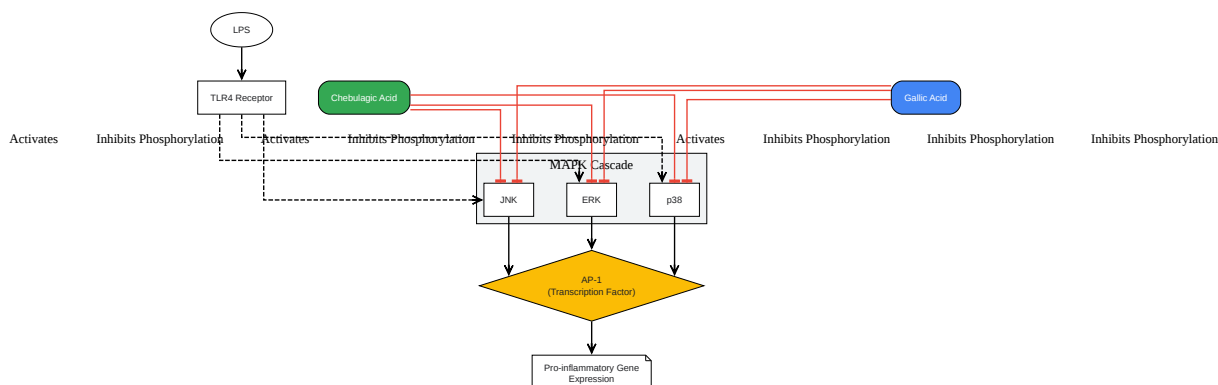 LPS
TLR4 Receptor
Chebulagic Acid
Gallic Acid
Activates
Inhibits Phosphorylation
Activates
Inhibits Phosphorylation
Inhibits Phosphorylation
Activates
Inhibits Phosphorylation
Inhibits Phosphorylation
Inhibits Phosphorylation
MAPK Cascade
JNK
ERK
p38
AP-1
(Transcription Factor)
Pro-inflammatory Gene
Expression